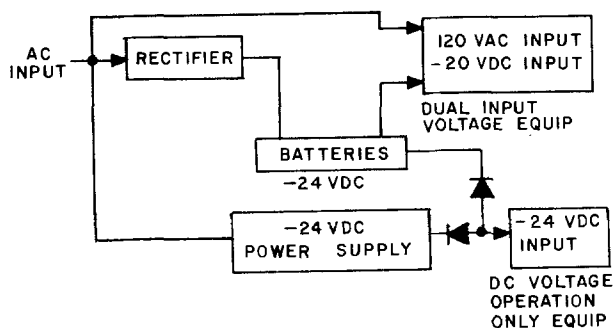 AC
INPUT
RECTIFIER
120 VAC INPUT
-20 VDC INPUT
DUAL INPUT
VOLTAGE EQUIP
BATTERIES
-24 VDC
-24 VDC
POWER SUPPLY
-24 VDC
INPUT
DC VOLTAGE
OPERATION
ONLY EQUIP